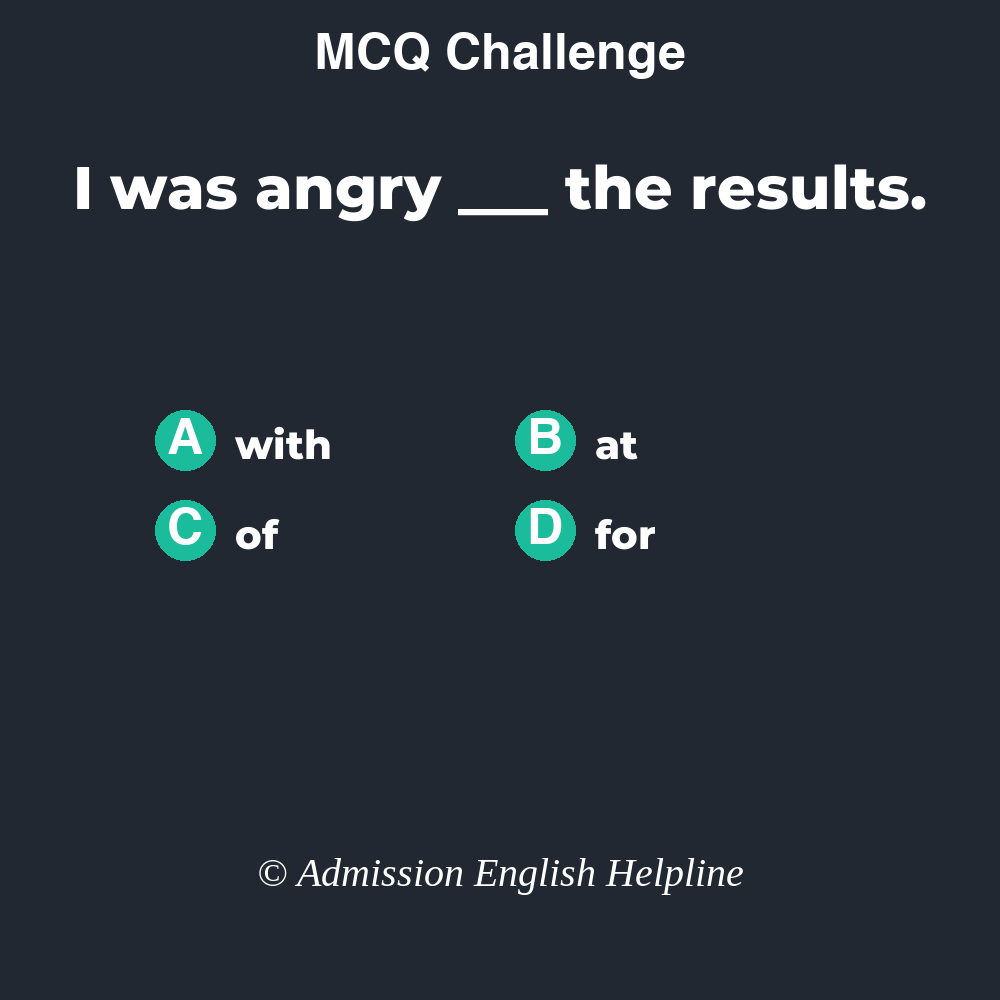 MCQ Challenge
I was angry ___ the results.
A with
B at
C of
D for
© Admission English Helpline